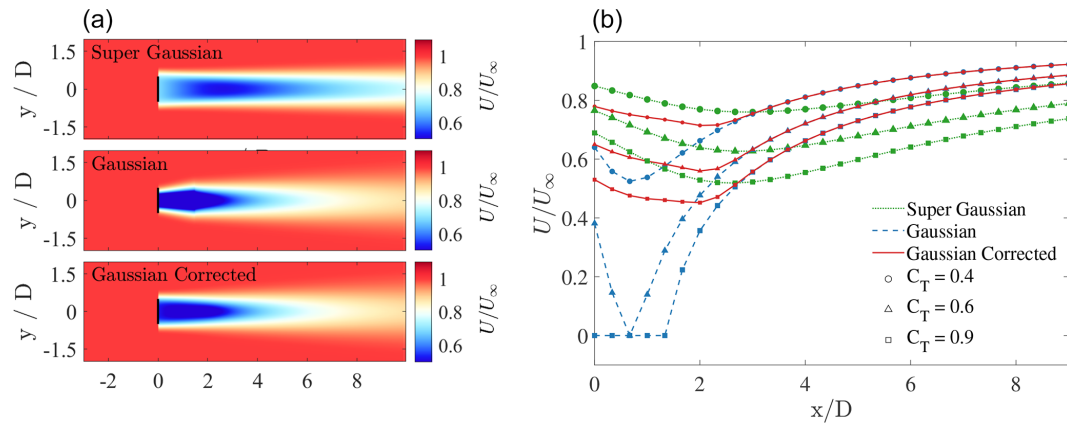 (a)
Super Gaussian
1.5
0
-1.5
y / D
1
0.8
0.6
U/U∞
Gaussian
1.5
0
-1.5
y / D
1
0.8
0.6
U/U∞
Gaussian Corrected
1.5
0
-1.5
y / D
1
0.8
0.6
U/U∞
-2 0 2 4 6 8
(b)
1
0.8
0.6
0.4
0.2
0
U/U∞
Super Gaussian
Gaussian
Gaussian Corrected
C_T = 0.4
C_T = 0.6
C_T = 0.9
0 2 4 6 8
x/D